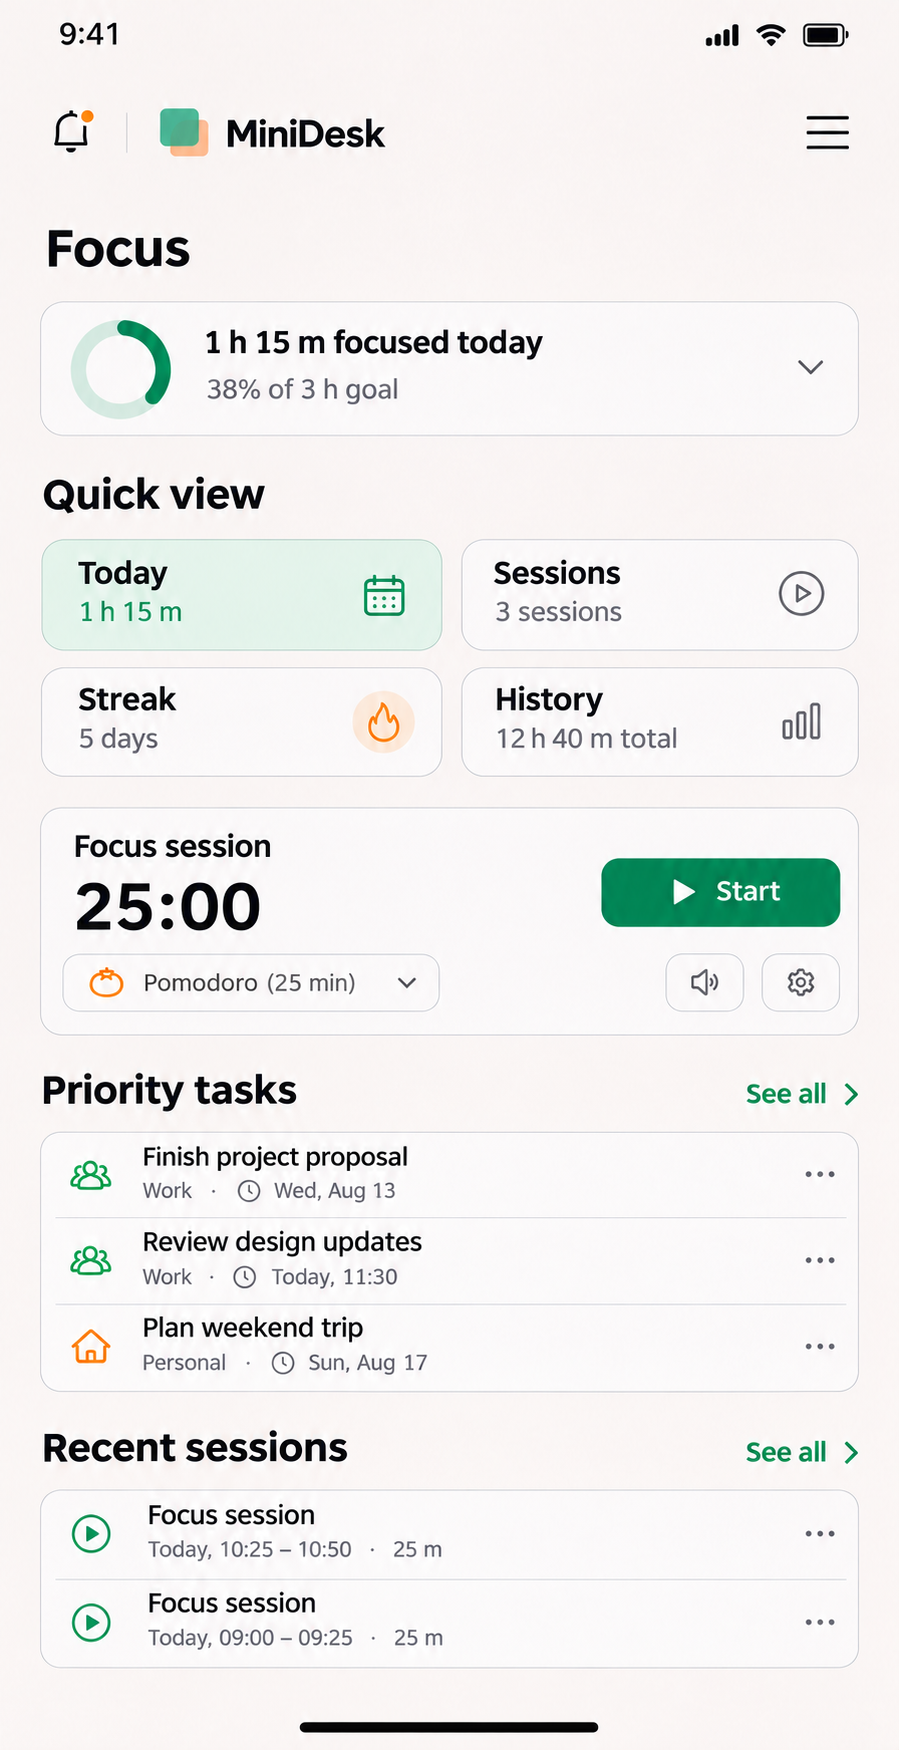 9:41
MiniDesk
Focus
1 h 15 m focused today
38% of 3 h goal
Quick view
Today
1 h 15 m
Sessions
3 sessions
Streak
5 days
History
12 h 40 m total
Focus session
25:00
Start
Pomodoro (25 min)
Priority tasks
See all
Finish project proposal
Work · Wed, Aug 13
Review design updates
Work · Today, 11:30
Plan weekend trip
Personal · Sun, Aug 17
Recent sessions
See all
Focus session
Today, 10:25 – 10:50 · 25 m
Focus session
Today, 09:00 – 09:25 · 25 m